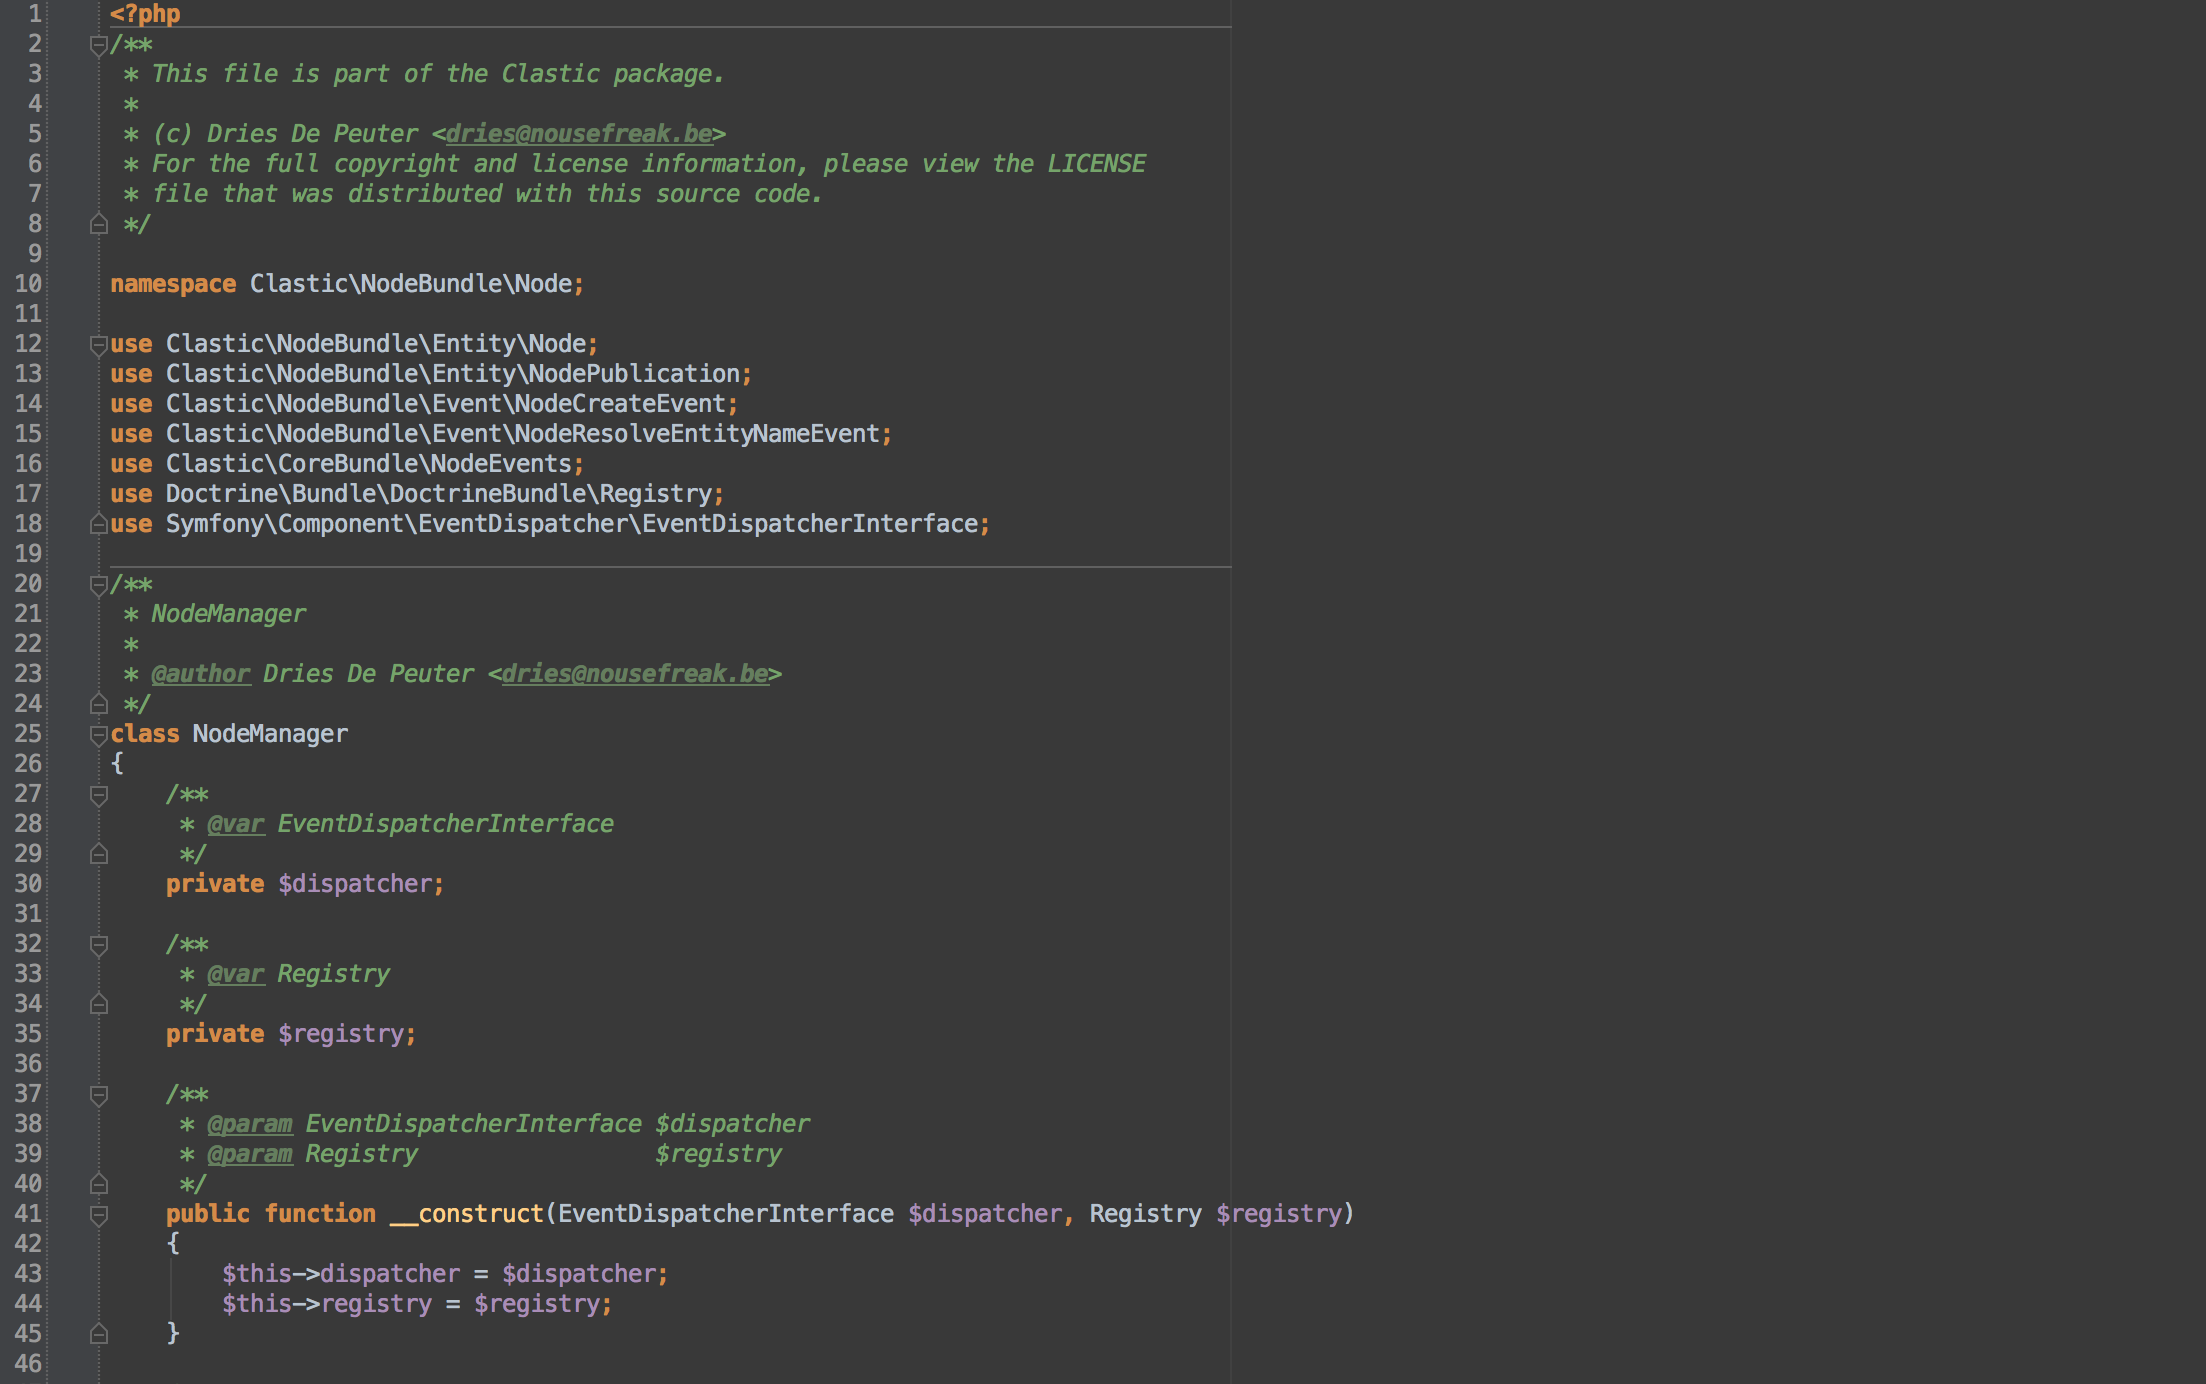 1 <?php
2 /**
3  * This file is part of the Clastic package.
4  *
5  * (c) Dries De Peuter <dries@nousefreak.be>
6  * For the full copyright and license information, please view the LICENSE
7  * file that was distributed with this source code.
8  */
9
10 namespace Clastic\NodeBundle\Node;
11
12 use Clastic\NodeBundle\Entity\Node;
13 use Clastic\NodeBundle\Entity\NodePublication;
14 use Clastic\NodeBundle\Event\NodeCreateEvent;
15 use Clastic\NodeBundle\Event\NodeResolveEntityNameEvent;
16 use Clastic\CoreBundle\NodeEvents;
17 use Doctrine\Bundle\DoctrineBundle\Registry;
18 use Symfony\Component\EventDispatcher\EventDispatcherInterface;
19
20 /**
21  * NodeManager
22  *
23  * @author Dries De Peuter <dries@nousefreak.be>
24  */
25 class NodeManager
26 {
27     /**
28      * @var EventDispatcherInterface
29      */
30     private $dispatcher;
31
32     /**
33      * @var Registry
34      */
35     private $registry;
36
37     /**
38      * @param EventDispatcherInterface $dispatcher
39      * @param Registry                 $registry
40      */
41     public function __construct(EventDispatcherInterface $dispatcher, Registry $registry)
42     {
43         $this->dispatcher = $dispatcher;
44         $this->registry = $registry;
45     }
46